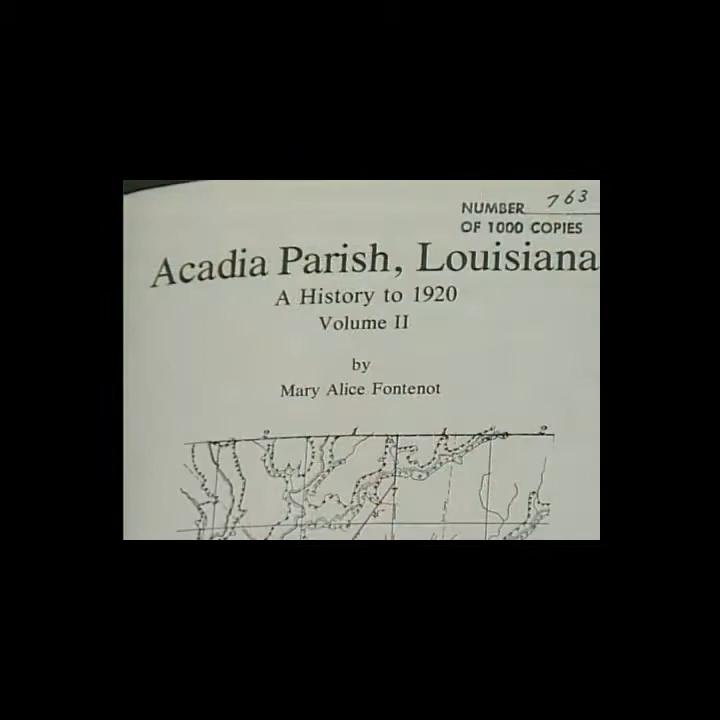 NUMBER 763
OF 1000 COPIES
Acadia Parish, Louisiana
A History to 1920
Volume II
by
Mary Alice Fontenot